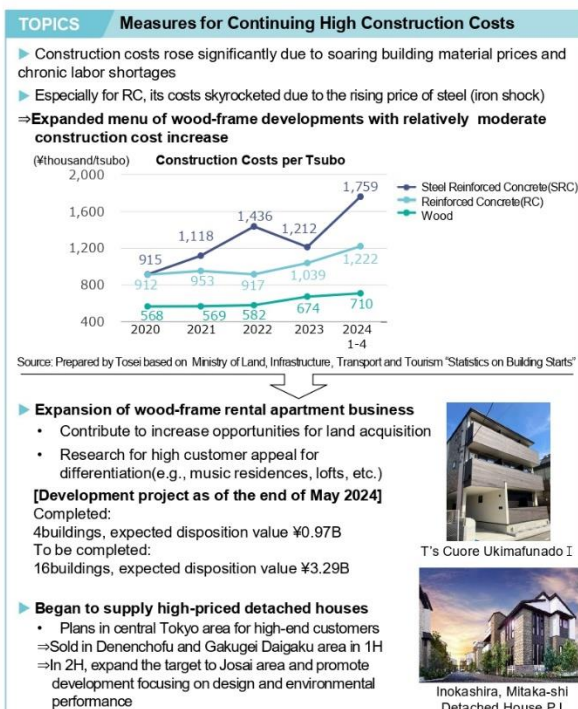 TOPICS Measures for Continuing High Construction Costs
▶ Construction costs rose significantly due to soaring building material prices and
chronic labor shortages
▶ Especially for RC, its costs skyrocketed due to the rising price of steel (iron shock)
⇒Expanded menu of wood-frame developments with relatively moderate
construction cost increase
(¥thousand/tsubo) Construction Costs per Tsubo
2,000
1,600
1,200
800
400
915
1,118
1,436
1,212
1,759
912
953
917
1,039
1,222
568
569
582
674
710
2020 2021 2022 2023 2024
1-4
Steel Reinforced Concrete(SRC)
Reinforced Concrete(RC)
Wood
Source: Prepared by Tosei based on Ministry of Land, Infrastructure, Transport and Tourism "Statistics on Building Starts"
▶ Expansion of wood-frame rental apartment business
• Contribute to increase opportunities for land acquisition
• Research for high customer appeal for
differentiation(e.g., music residences, lofts, etc.)
[Development project as of the end of May 2024]
Completed:
4buildings, expected disposition value ¥0.97B
To be completed:
16buildings, expected disposition value ¥3.29B
T's Cuore Ukimafunado Ⅰ
▶ Began to supply high-priced detached houses
• Plans in central Tokyo area for high-end customers
⇒Sold in Denenchofu and Gakugei Daigaku area in 1H
⇒In 2H, expand the target to Josai area and promote
development focusing on design and environmental
performance
Inokashira, Mitaka-shi
Detached House PJ